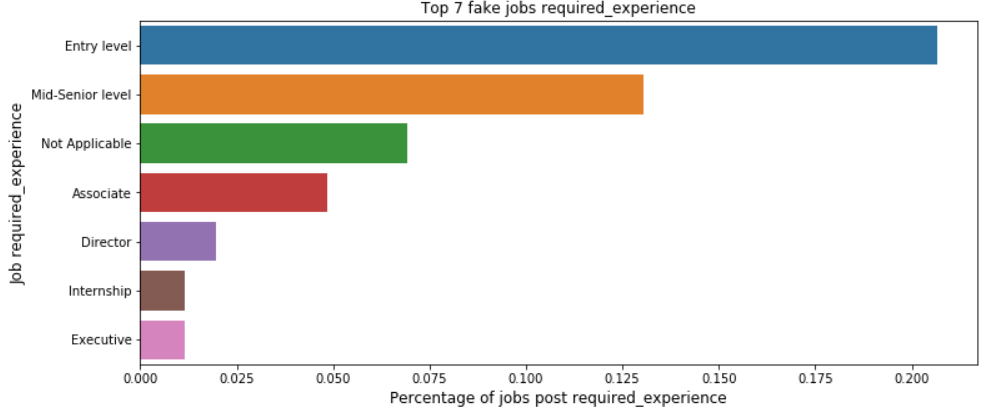 Top 7 fake jobs required_experience
Job required_experience
Entry level
Mid-Senior level
Not Applicable
Associate
Director
Internship
Executive
0.000 0.025 0.050 0.075 0.100 0.125 0.150 0.175 0.200
Percentage of jobs post required_experience